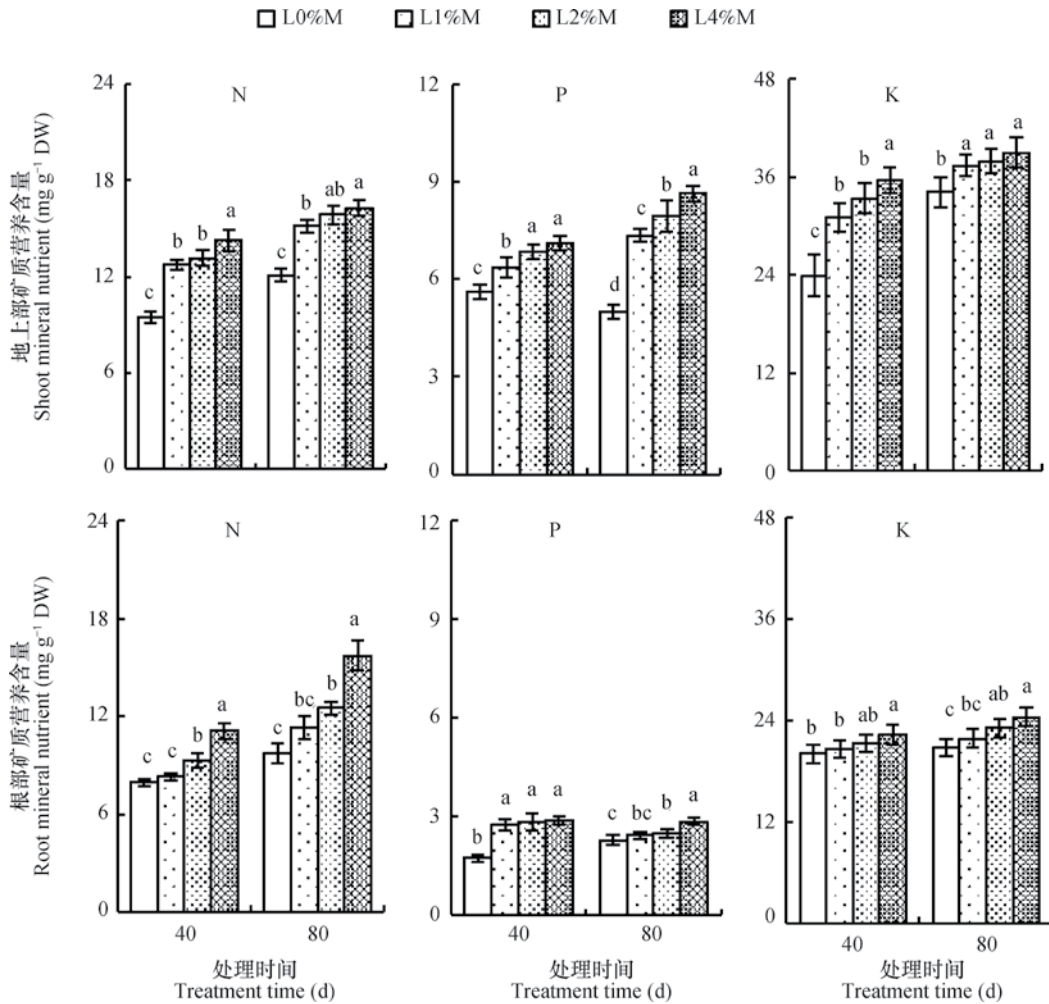 L0%M L1%M L2%M L4%M
地上部矿质营养含量
Shoot mineral nutrient (mg g⁻¹ DW)
24
18
12
6
0
N
c b b a c b ab a
12
9
6
3
0
P
c b a a d c b a
48
36
24
12
0
K
c b b a b a a a
根部矿质营养含量
Root mineral nutrient (mg g⁻¹ DW)
24
18
12
6
0
N
c c b a c bc b a
40 80
处理时间
Treatment time (d)
12
9
6
3
0
P
b a a a c bc b a
40 80
处理时间
Treatment time (d)
48
36
24
12
0
K
b b ab a c bc ab a
40 80
处理时间
Treatment time (d)